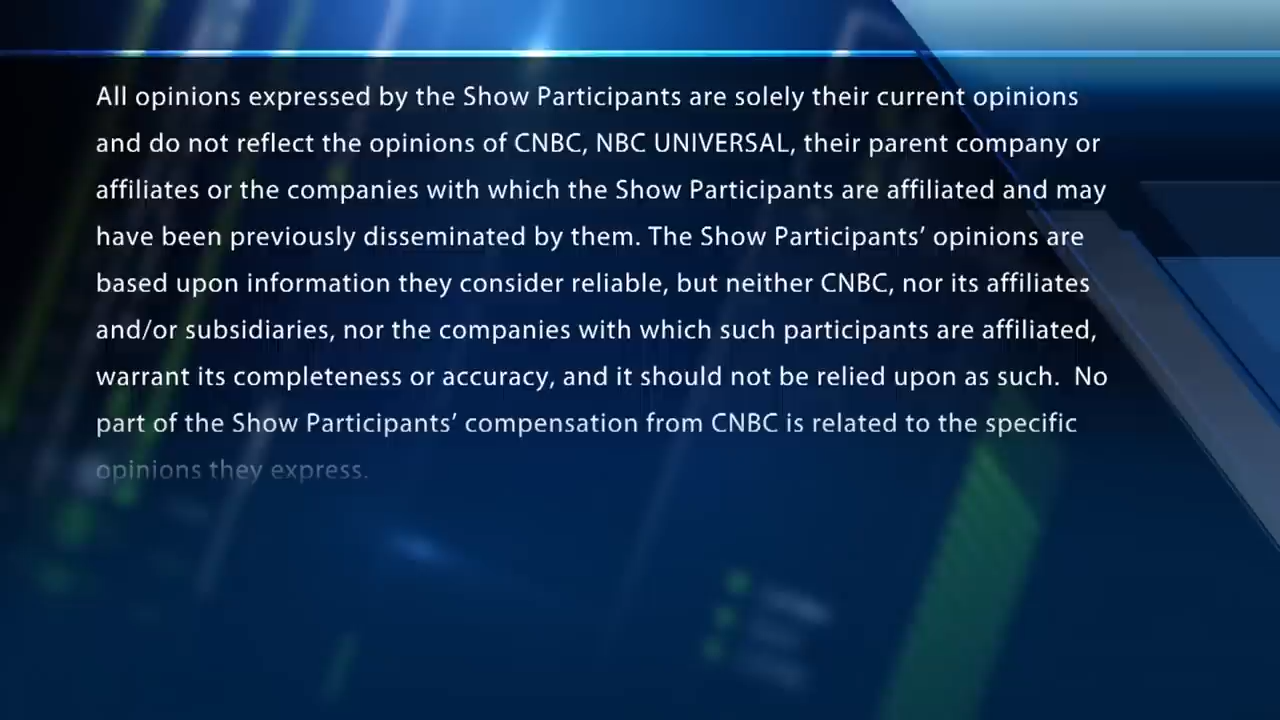 All opinions expressed by the Show Participants are solely their current opinions
and do not reflect the opinions of CNBC, NBC UNIVERSAL, their parent company or
affiliates or the companies with which the Show Participants are affiliated and may
have been previously disseminated by them. The Show Participants’ opinions are
based upon information they consider reliable, but neither CNBC, nor its affiliates
and/or subsidiaries, nor the companies with which such participants are affiliated,
warrant its completeness or accuracy, and it should not be relied upon as such.  No
part of the Show Participants’ compensation from CNBC is related to the specific
opinions they express.